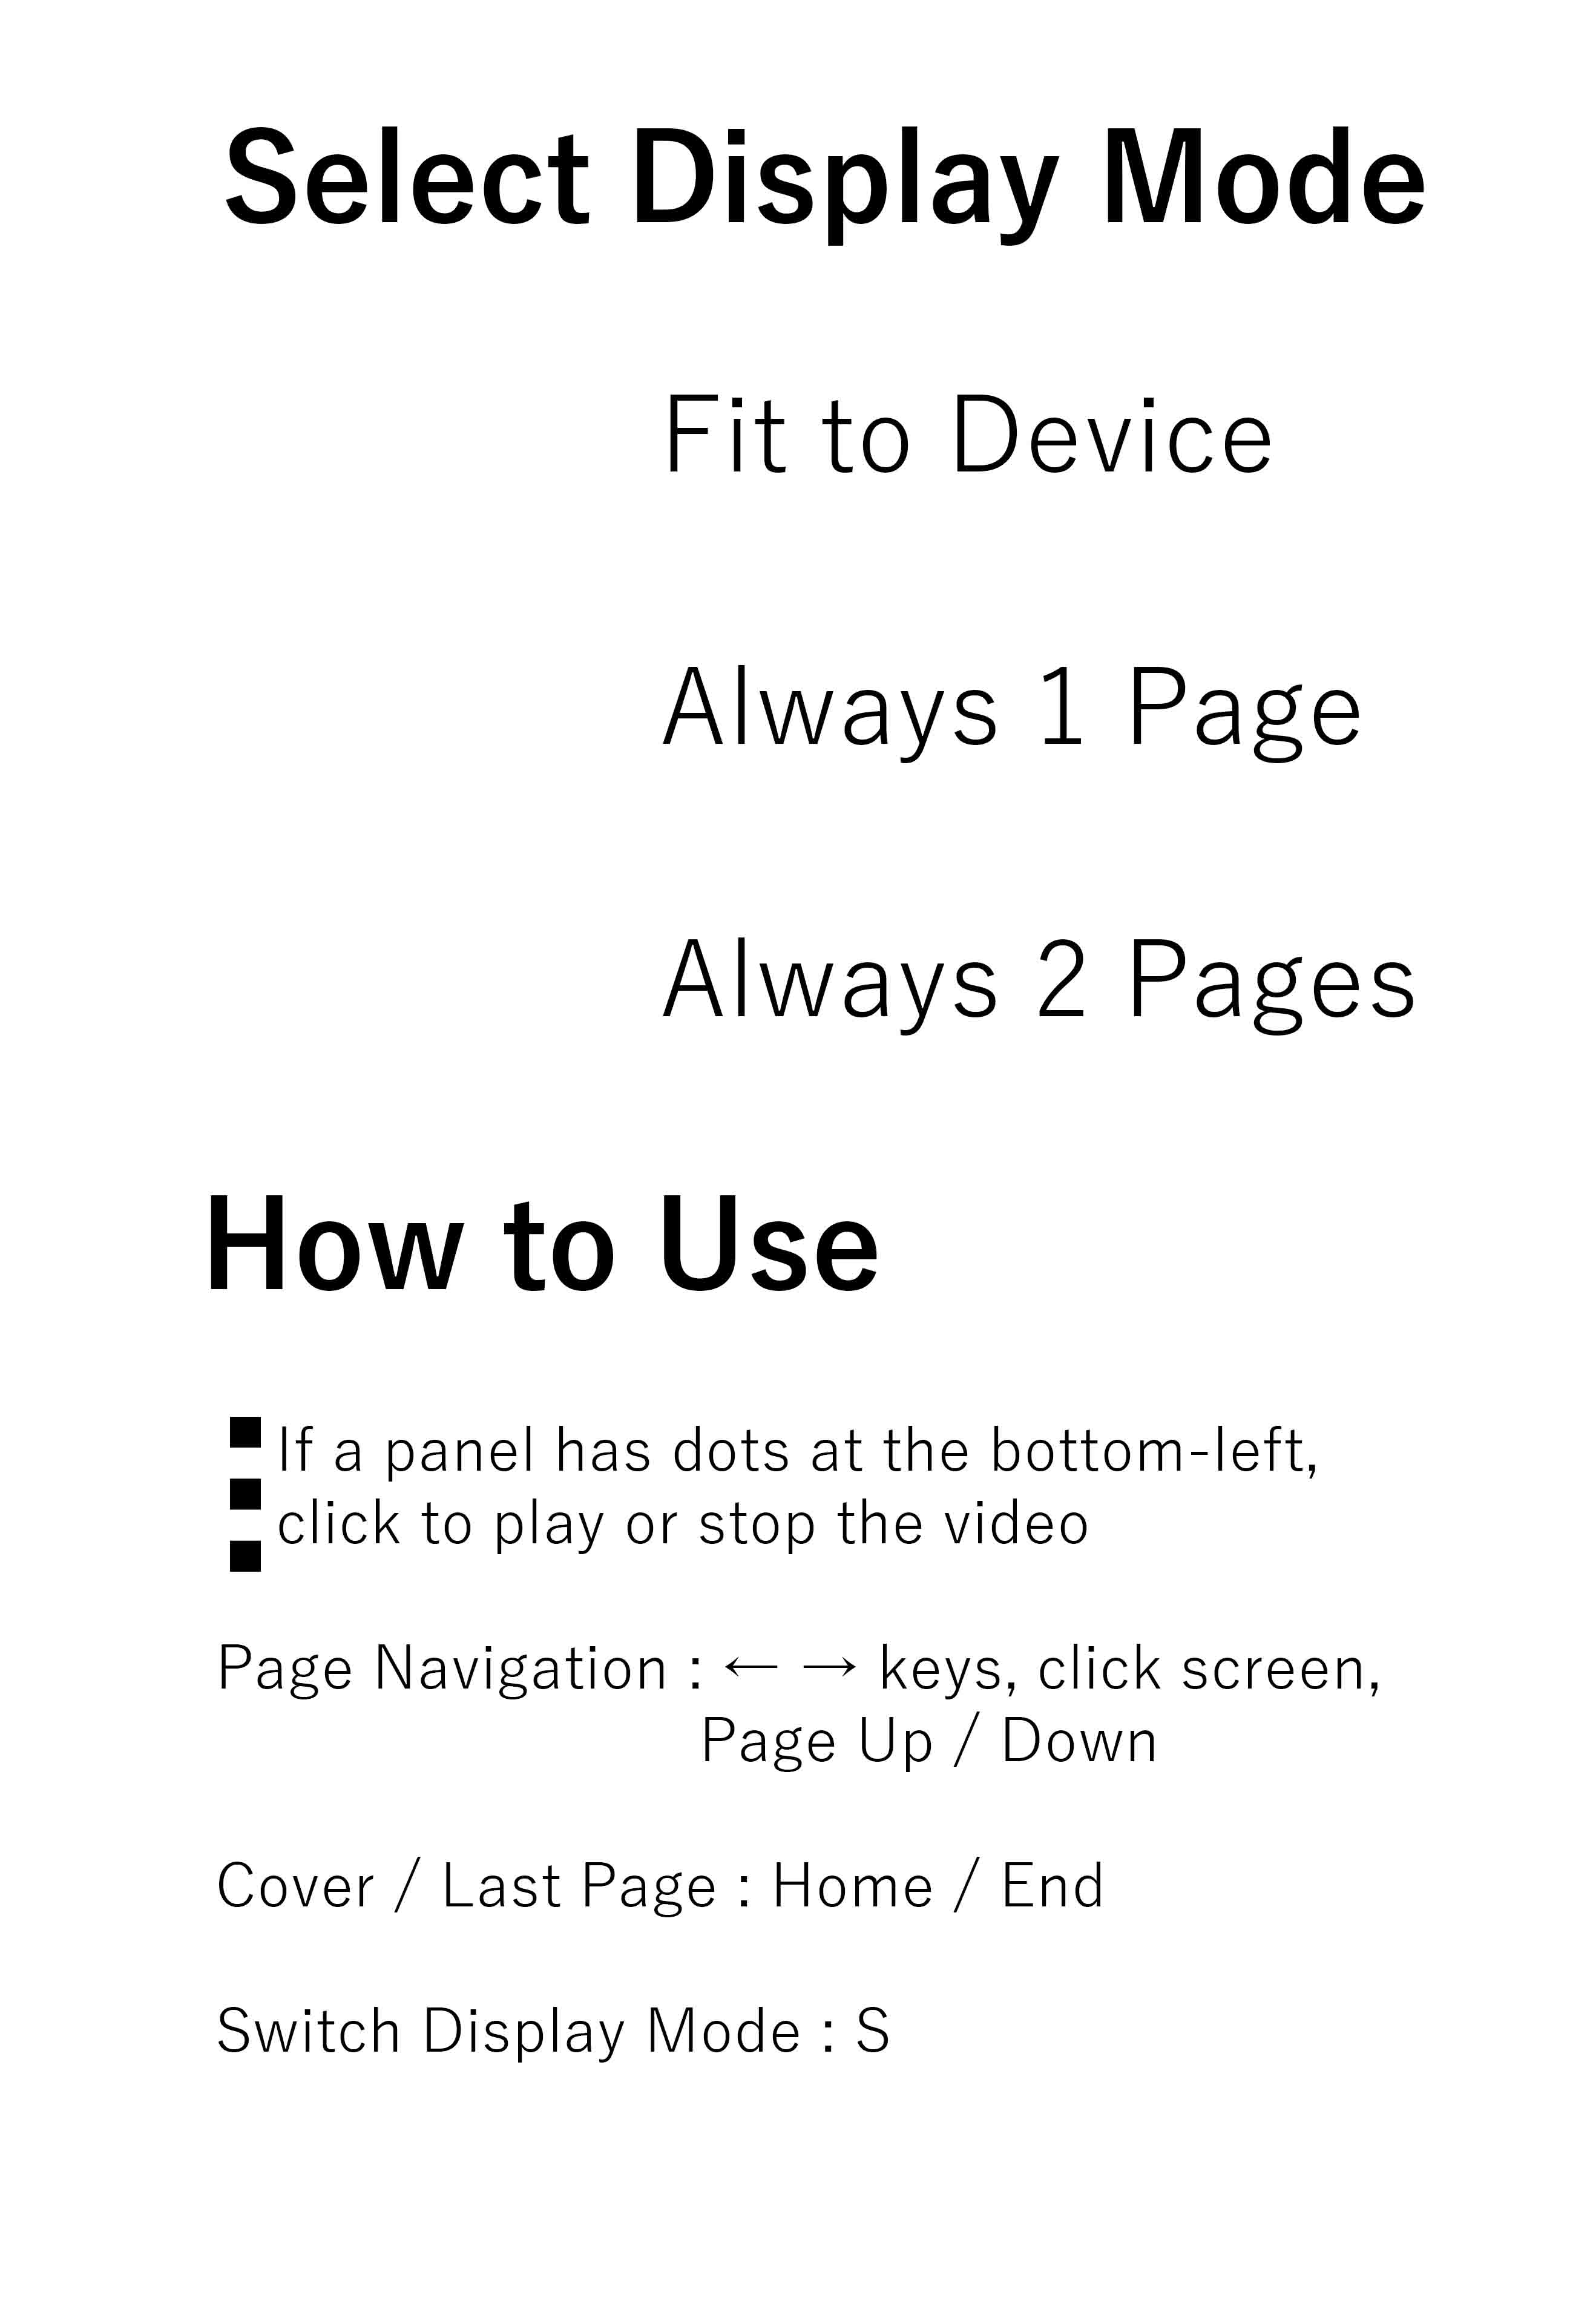 Select Display Mode
Fit to Device
Always 1 Page
Always 2 Pages
How to Use
If a panel has dots at the bottom-left,
click to play or stop the video
Page Navigation : ← → keys, click screen,
Page Up / Down
Cover / Last Page : Home / End
Switch Display Mode : S